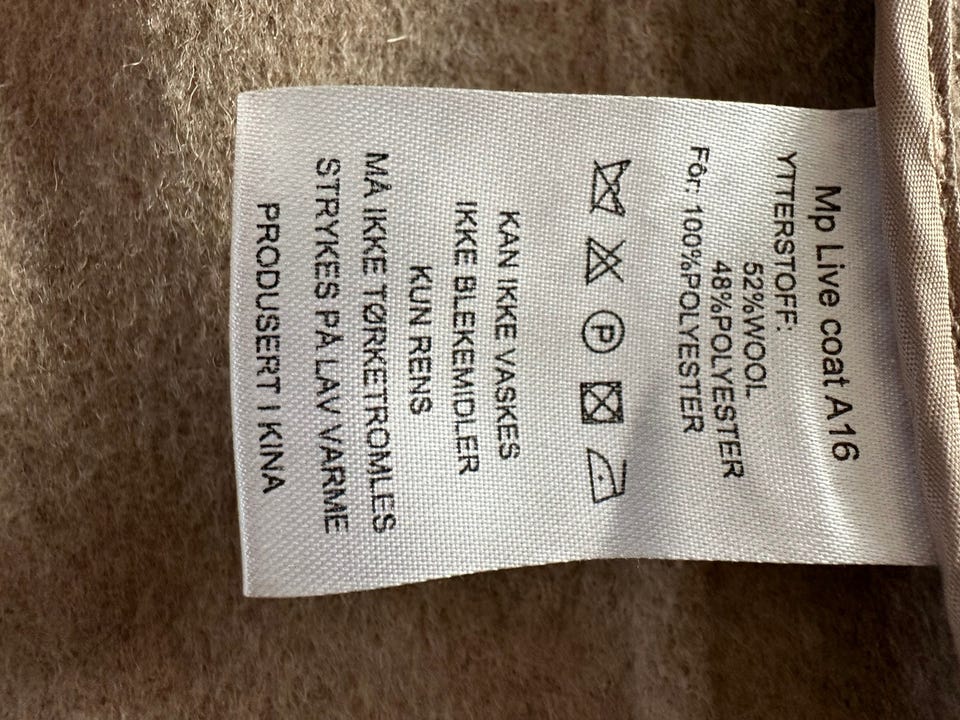 Mp Live coat A16
YTTERSTOFF:
52%WOOL
48%POLYESTER
Fôr: 100%POLYESTER
P
KAN IKKE VASKES
IKKE BLEKEMIDLER
KUN RENS
MÅ IKKE TØRKETROMLES
STRYKES PÅ LAV VARME
PRODUSERT I KINA